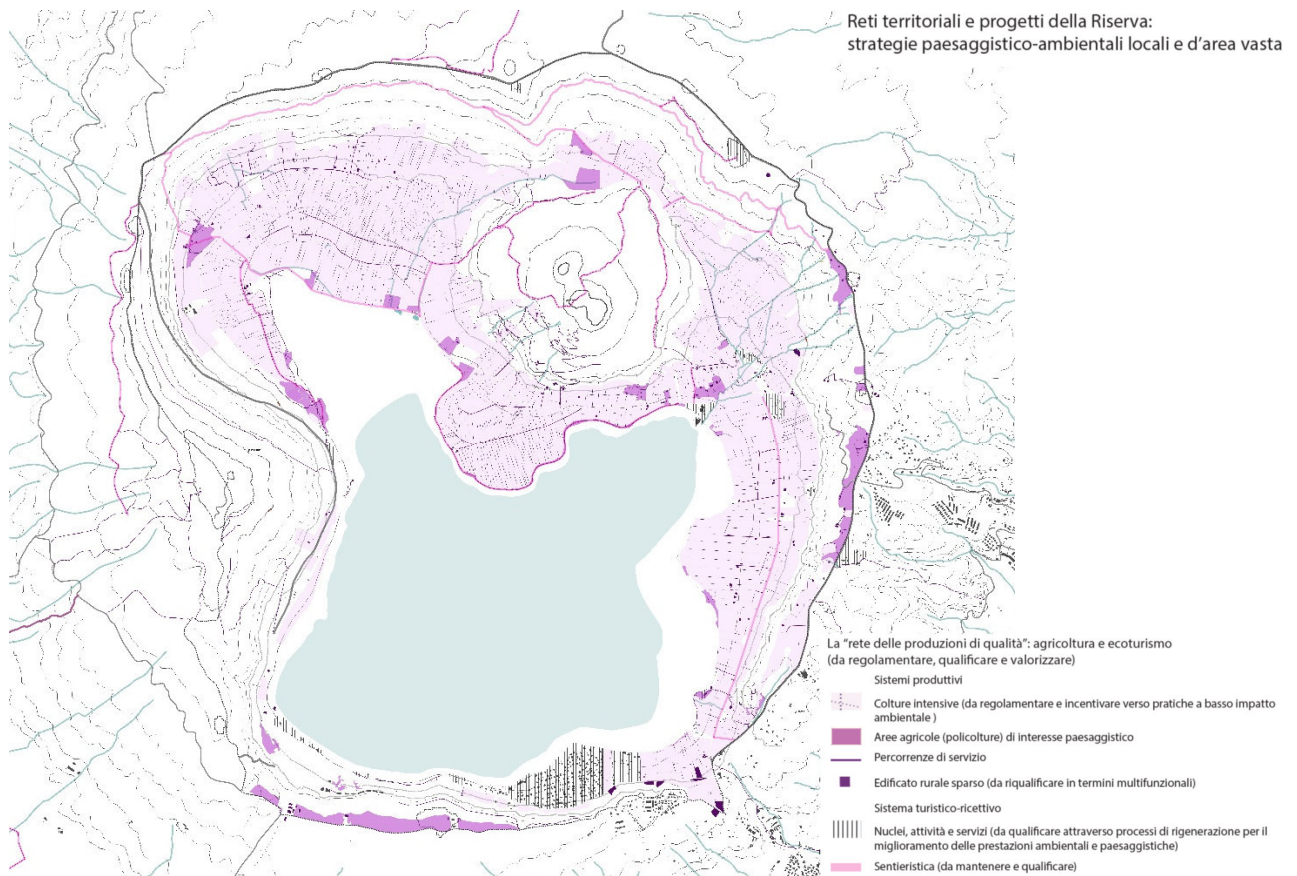 Reti territoriali e progetti della Riserva:
strategie paesaggistico-ambientali locali e d'area vasta
La "rete delle produzioni di qualità": agricoltura e ecoturismo
(da regolamentare, qualificare e valorizzare)
Sistemi produttivi
Colture intensive (da regolamentare e incentivare verso pratiche a basso impatto
ambientale )
Aree agricole (policolture) di interesse paesaggistico
Percorrenze di servizio
Edificato rurale sparso (da riqualificare in termini multifunzionali)
Sistema turistico-ricettivo
Nuclei, attività e servizi (da qualificare attraverso processi di rigenerazione per il
miglioramento delle prestazioni ambientali e paesaggistiche)
Sentieristica (da mantenere e qualificare)